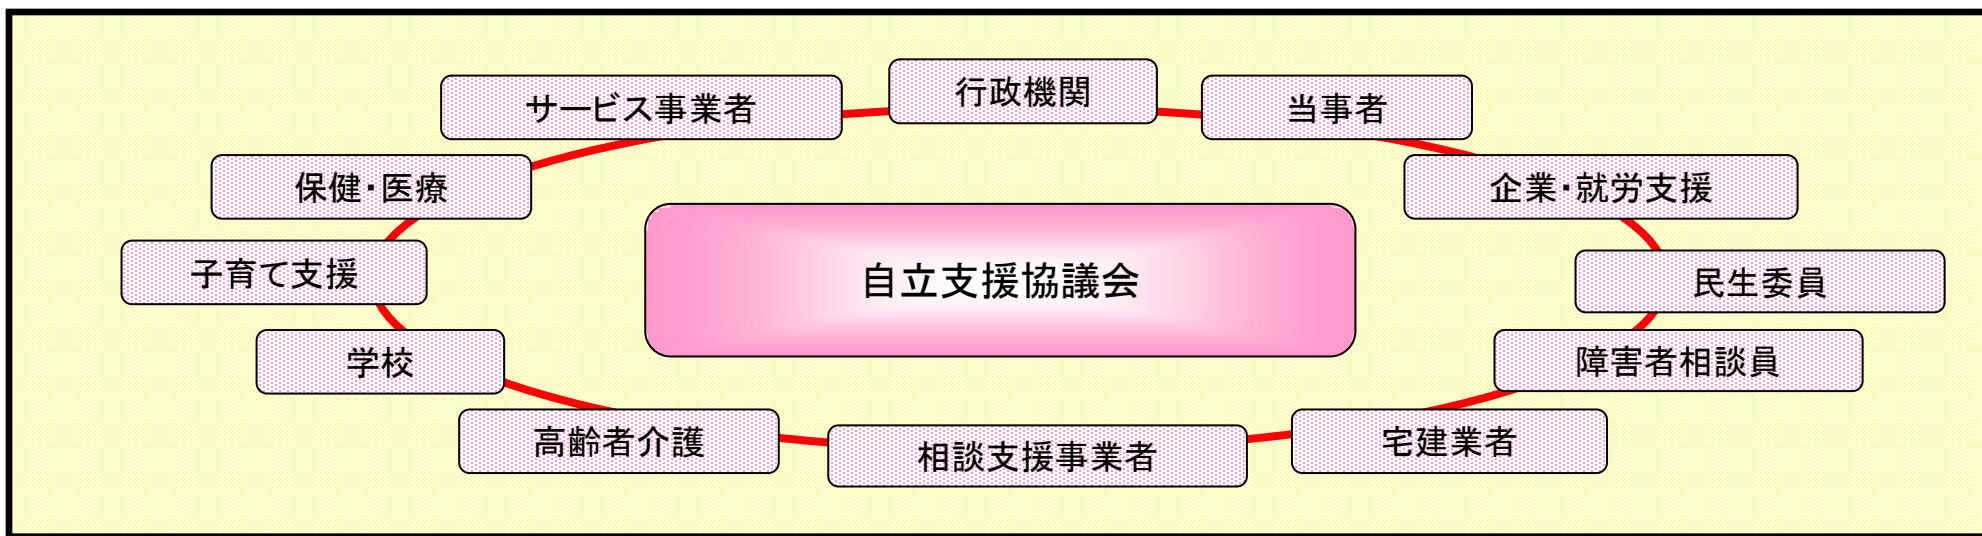 行政機関
サービス事業者
当事者
保健・医療
企業・就労支援
子育て支援
自立支援協議会
民生委員
学校
障害者相談員
高齢者介護
宅建業者
相談支援事業者